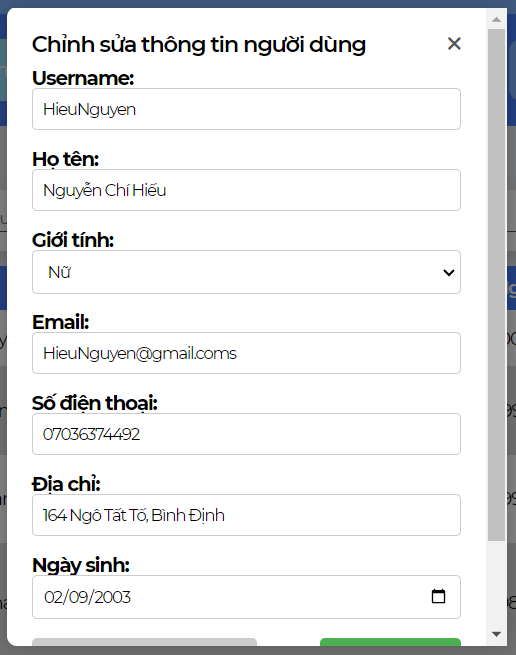 Chỉnh sửa thông tin người dùng
Username:
HieuNguyen
Họ tên:
Nguyễn Chí Hiếu
Giới tính:
Nữ
Email:
HieuNguyen@gmail.coms
Số điện thoại:
07036374492
Địa chỉ:
164 Ngô Tất Tố, Bình Định
Ngày sinh:
02/09/2003